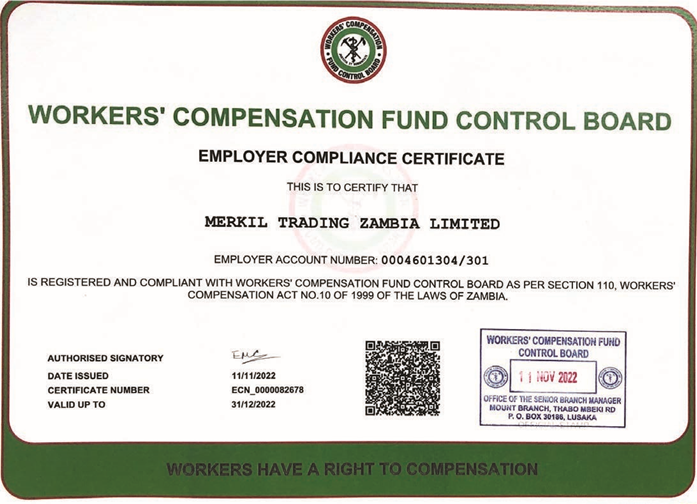 WORKERS' COMPENSATION
FUND CONTROL BOARD
WORKERS' COMPENSATION FUND CONTROL BOARD
EMPLOYER COMPLIANCE CERTIFICATE
THIS IS TO CERTIFY THAT
MERKIL TRADING ZAMBIA LIMITED
EMPLOYER ACCOUNT NUMBER: 0004601304/301
IS REGISTERED AND COMPLIANT WITH WORKERS' COMPENSATION FUND CONTROL BOARD AS PER SECTION 110, WORKERS'
COMPENSATION ACT NO.10 OF 1999 OF THE LAWS OF ZAMBIA.
AUTHORISED SIGNATORY
DATE ISSUED 11/11/2022
CERTIFICATE NUMBER ECN_0000082678
VALID UP TO 31/12/2022
WORKERS' COMPENSATION FUND
CONTROL BOARD
11 NOV 2022
OFFICE OF THE SENIOR BRANCH MANAGER
MOUNT BRANCH, THABO MBEKI RD
P. O. BOX 30186, LUSAKA
WORKERS HAVE A RIGHT TO COMPENSATION